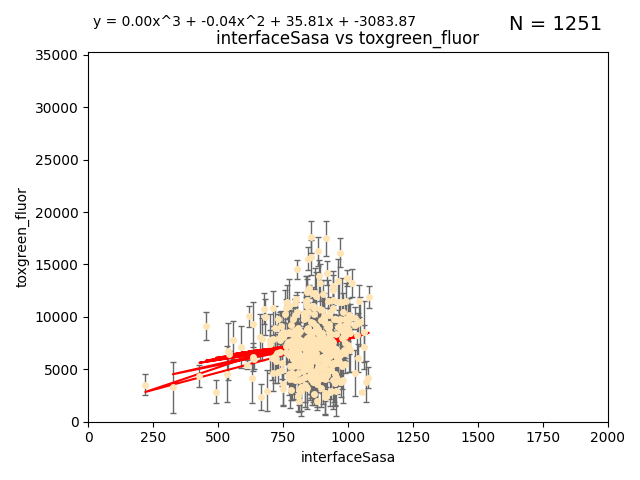 y = 0.00x^3 + -0.04x^2 + 35.81x + -3083.87
N = 1251
interfaceSasa vs toxgreen_fluor
35000
30000
25000
20000
15000
10000
5000
0
toxgreen_fluor
0 250 500 750 1000 1250 1500 1750 2000
interfaceSasa